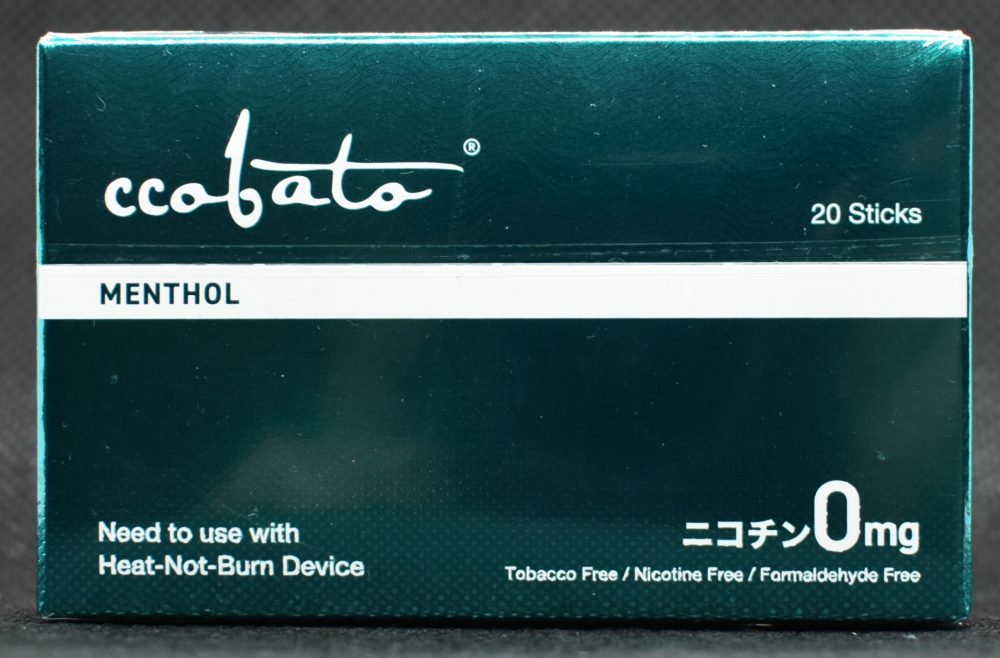 ccobato®
20 Sticks
MENTHOL
Need to use with
Heat-Not-Burn Device
ニコチン0mg
Tobacco Free / Nicotine Free / Formaldehyde Free